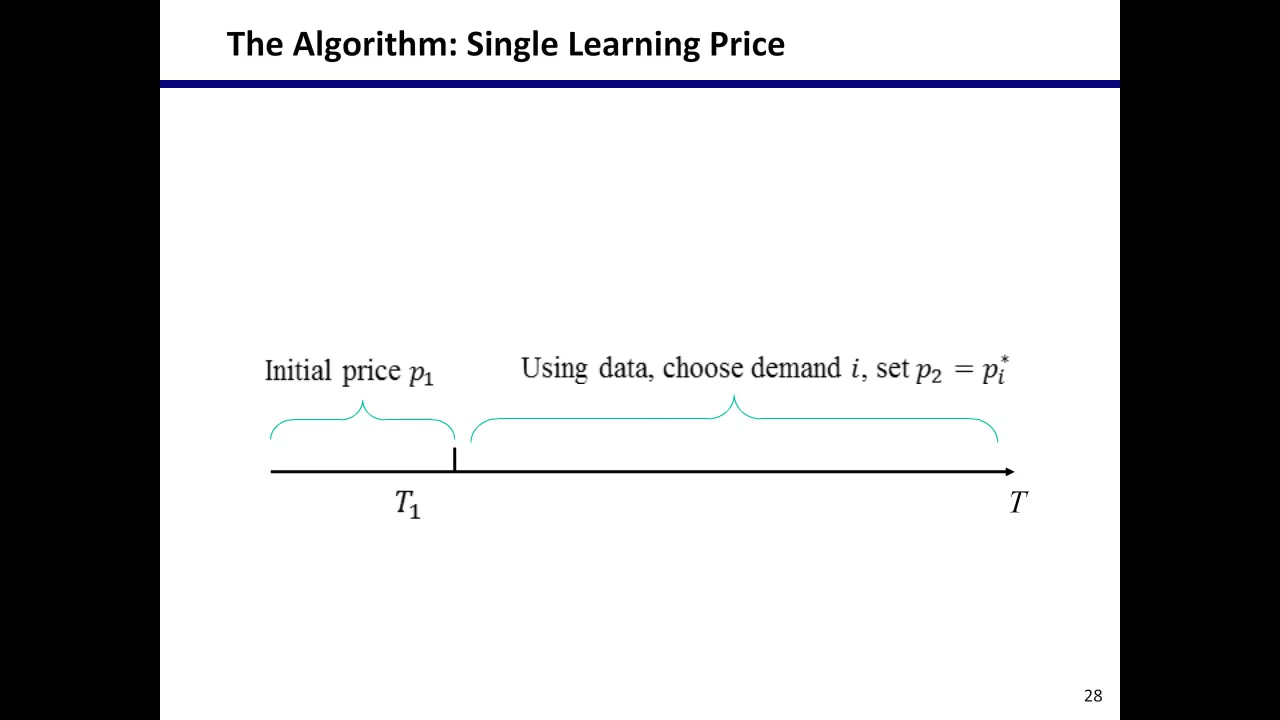 The Algorithm: Single Learning Price
Initial price p₁
Using data, choose demand i, set p₂ = pᵢ*
T₁
T
28